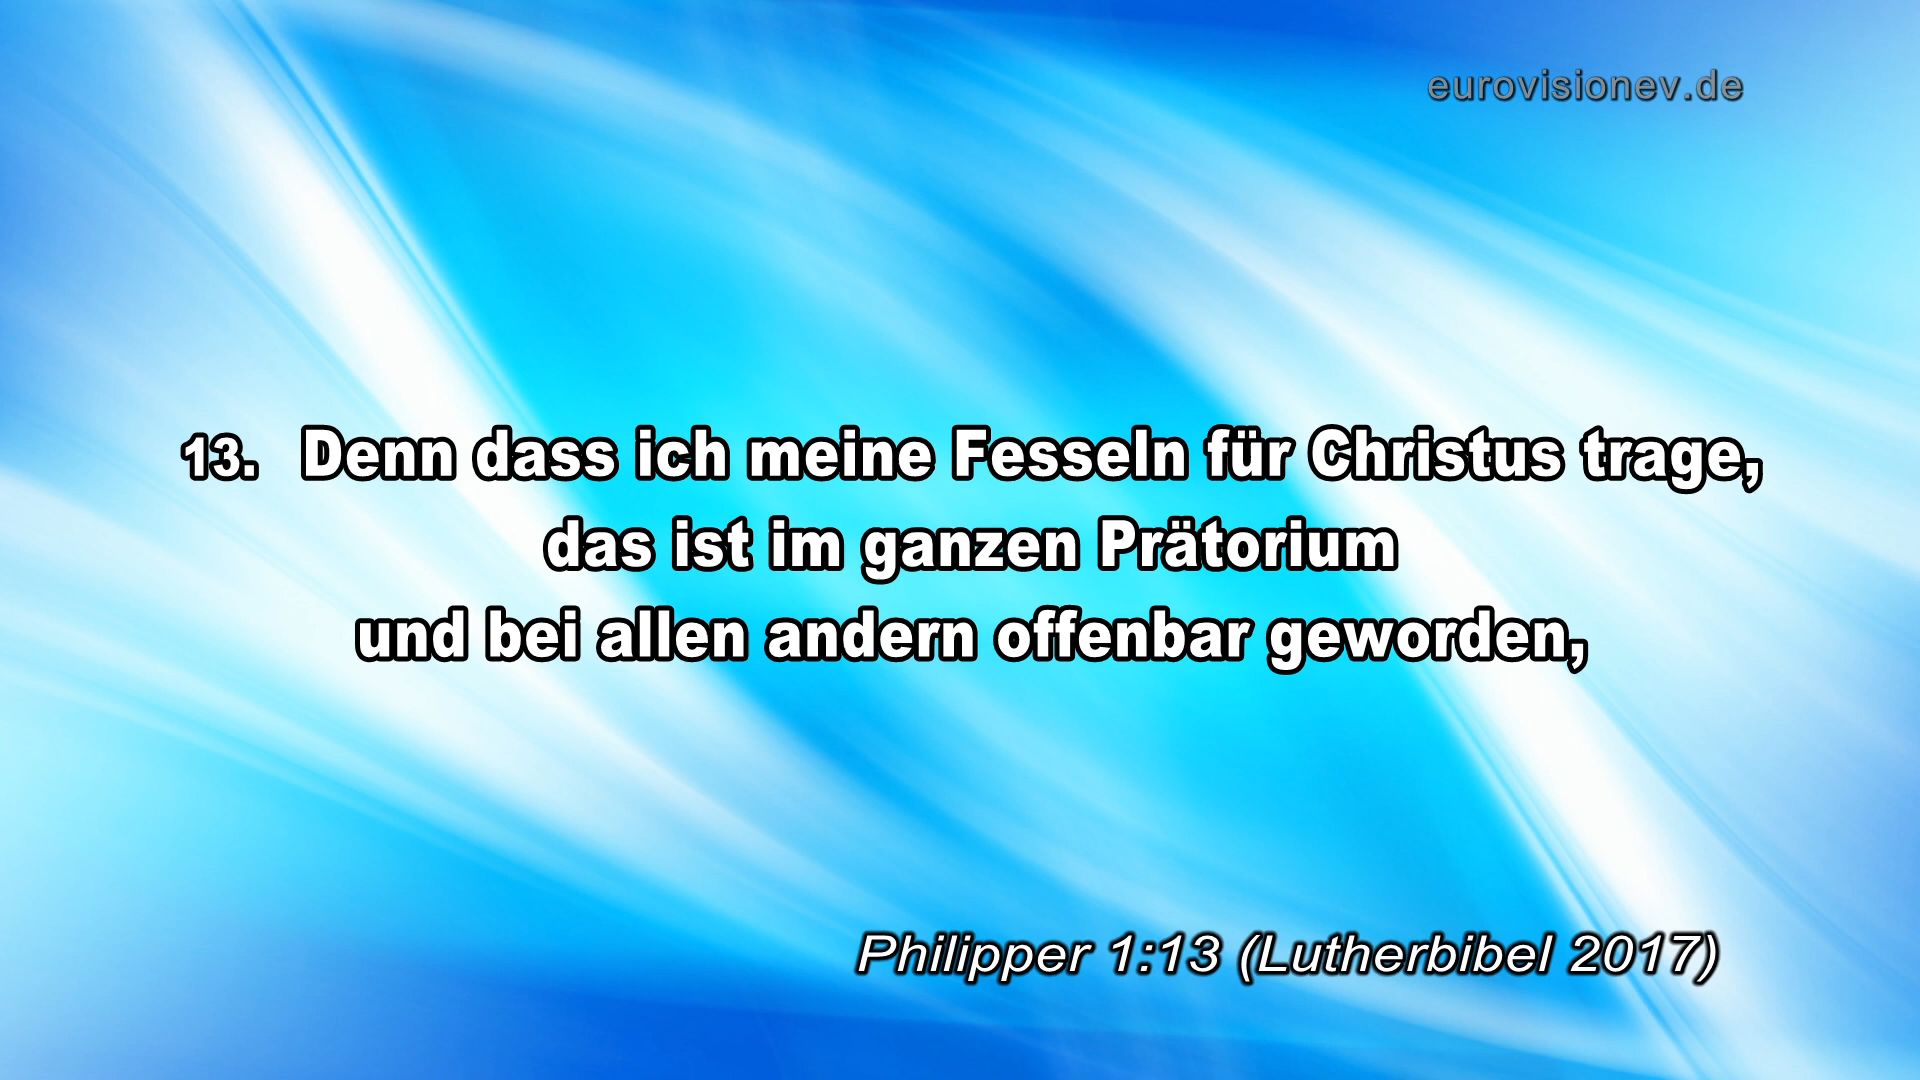 eurovisionev.de
13. Denn dass ich meine Fesseln für Christus trage,
das ist im ganzen Prätorium
und bei allen andern offenbar geworden,
Philipper 1:13 (Lutherbibel 2017)